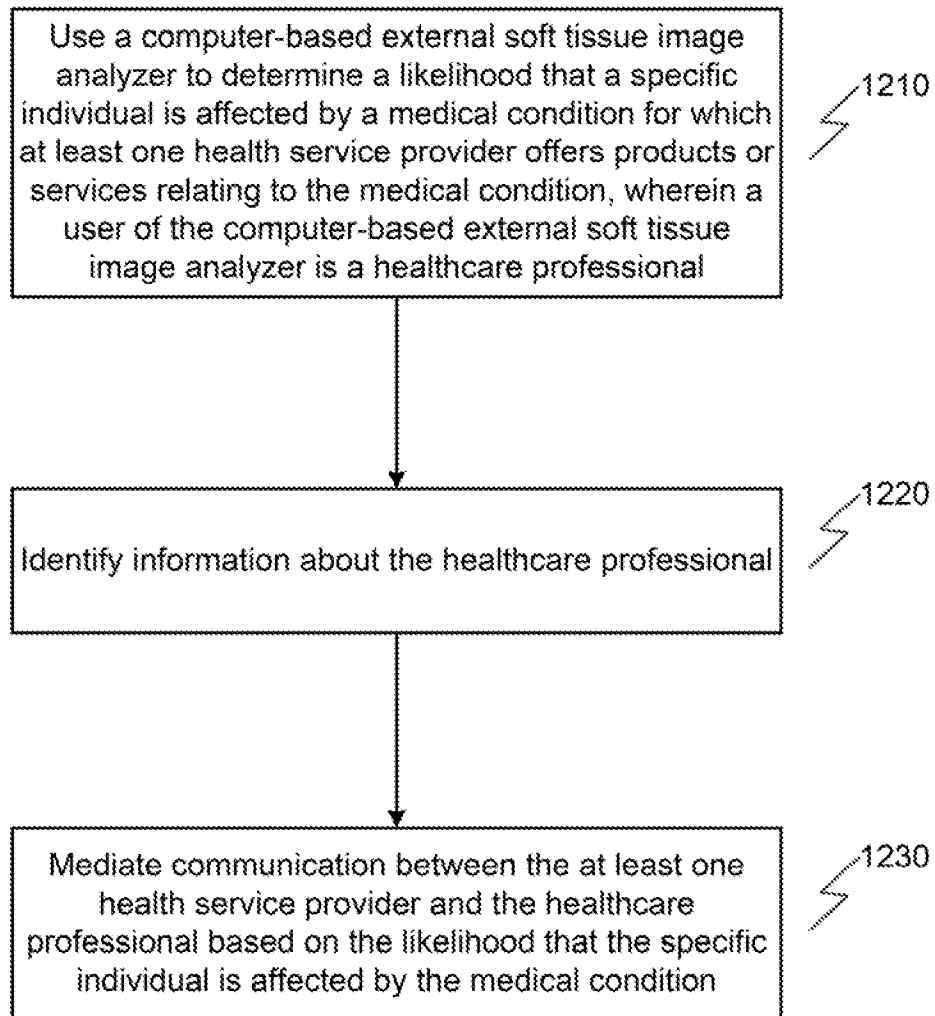 Use a computer-based external soft tissue image
analyzer to determine a likelihood that a specific
individual is affected by a medical condition for which
at least one health service provider offers products or
services relating to the medical condition, wherein a
user of the computer-based external soft tissue
image analyzer is a healthcare professional
1210
Identify information about the healthcare professional
1220
Mediate communication between the at least one
health service provider and the healthcare
professional based on the likelihood that the specific
individual is affected by the medical condition
1230